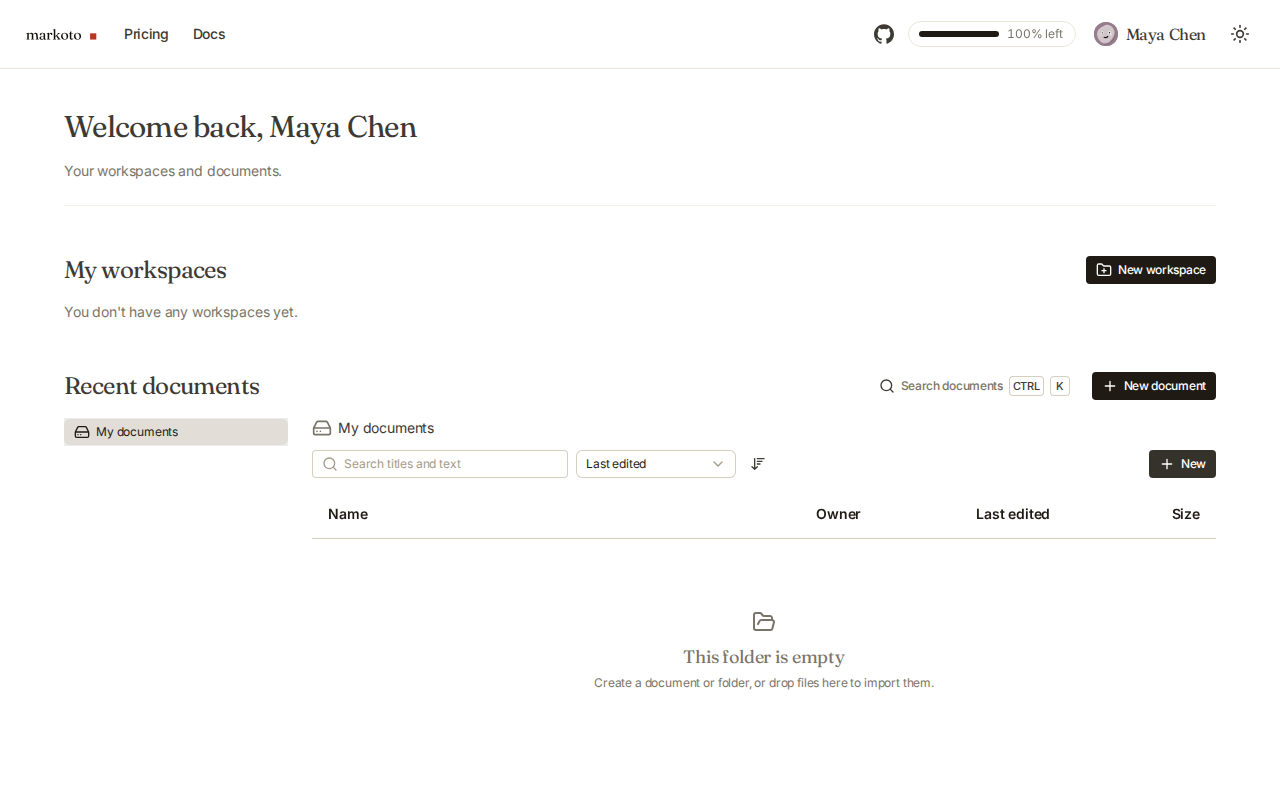 markoto
Pricing
Docs
100% left
Maya Chen
Welcome back, Maya Chen
Your workspaces and documents.
My workspaces
New workspace
You don't have any workspaces yet.
Recent documents
Search documents CTRL K
New document
My documents
My documents
Search titles and text
Last edited
New
Name
Owner
Last edited
Size
This folder is empty
Create a document or folder, or drop files here to import them.